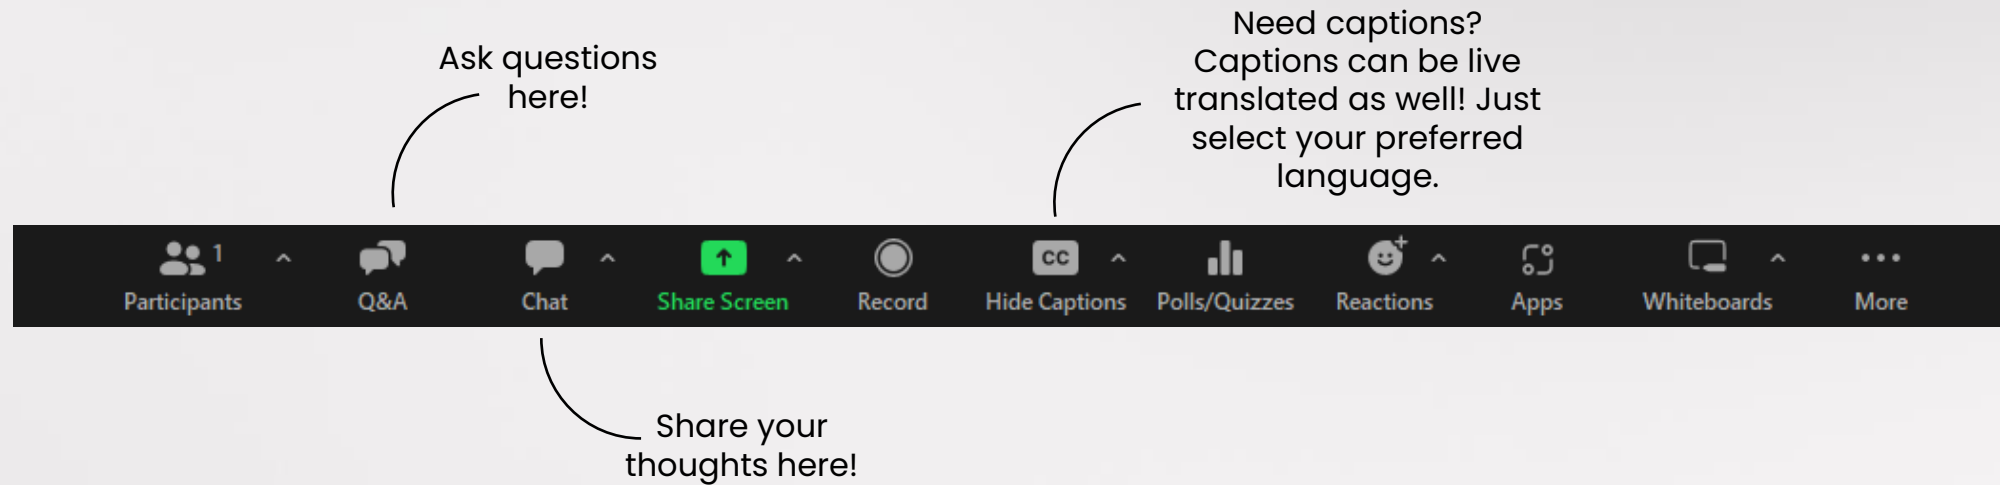 Need captions?
Captions can be live
translated as well! Just
select your preferred
language.
Ask questions
here!
1
Participants
Q&A
Chat
Share Screen
Record
CC
Hide Captions
Polls/Quizzes
Reactions
Apps
Whiteboards
More
Share your
thoughts here!